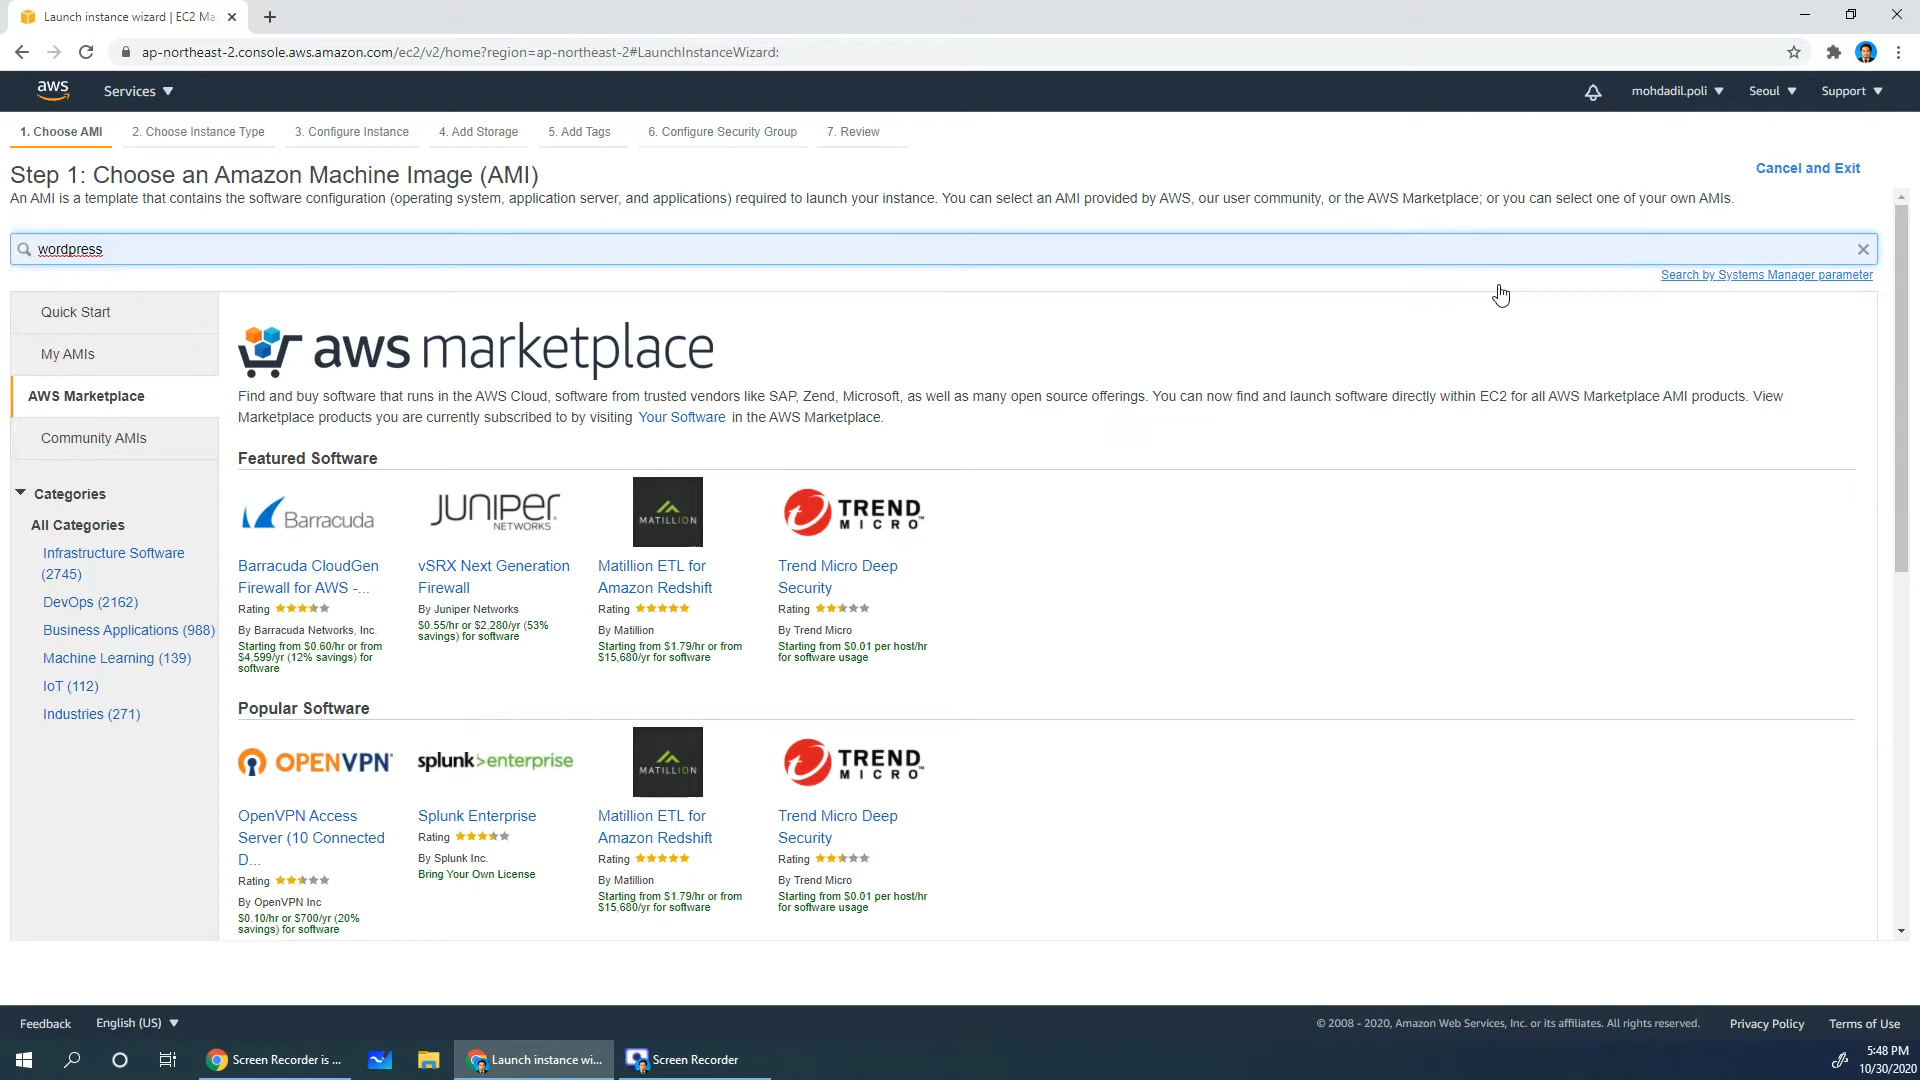 Launch instance wizard | EC2 Ma
ap-northeast-2.console.aws.amazon.com/ec2/v2/home?region=ap-northeast-2#LaunchInstanceWizard:
aws
Services
mohdadil.poli
Seoul
Support
1. Choose AMI
2. Choose Instance Type
3. Configure Instance
4. Add Storage
5. Add Tags
6. Configure Security Group
7. Review
Step 1: Choose an Amazon Machine Image (AMI)
Cancel and Exit
An AMI is a template that contains the software configuration (operating system, application server, and applications) required to launch your instance. You can select an AMI provided by AWS, our user community, or the AWS Marketplace; or you can select one of your own AMIs.
wordpress
Search by Systems Manager parameter
Quick Start
My AMIs
AWS Marketplace
Community AMIs
Categories
All Categories
Infrastructure Software
(2745)
DevOps (2162)
Business Applications (988)
Machine Learning (139)
IoT (112)
Industries (271)
aws marketplace
Find and buy software that runs in the AWS Cloud, software from trusted vendors like SAP, Zend, Microsoft, as well as many open source offerings. You can now find and launch software directly within EC2 for all AWS Marketplace AMI products. View
Marketplace products you are currently subscribed to by visiting Your Software in the AWS Marketplace.
Featured Software
Barracuda
Barracuda CloudGen
Firewall for AWS -...
Rating
By Barracuda Networks, Inc.
Starting from $0.60/hr or from
$4,599/yr (12% savings) for
software
JUNIPER
NETWORKS
vSRX Next Generation
Firewall
By Juniper Networks
$0.55/hr or $2,280/yr (53%
savings) for software
MATILLION
Matillion ETL for
Amazon Redshift
Rating
By Matillion
Starting from $1.79/hr or from
$15,680/yr for software
TREND
MICRO
Trend Micro Deep
Security
Rating
By Trend Micro
Starting from $0.01 per host/hr
for software usage
Popular Software
OPENVPN
OpenVPN Access
Server (10 Connected
D...
Rating
By OpenVPN Inc
$0.10/hr or $700/yr (20%
savings) for software
splunk>enterprise
Splunk Enterprise
Rating
By Splunk Inc.
Bring Your Own License
MATILLION
Matillion ETL for
Amazon Redshift
Rating
By Matillion
Starting from $1.79/hr or from
$15,680/yr for software
TREND
MICRO
Trend Micro Deep
Security
Rating
By Trend Micro
Starting from $0.01 per host/hr
for software usage
Feedback
English (US)
© 2008 - 2020, Amazon Web Services, Inc. or its affiliates. All rights reserved.
Privacy Policy
Terms of Use
Screen Recorder is ...
Launch instance wi...
Screen Recorder
5:48 PM
10/30/2020